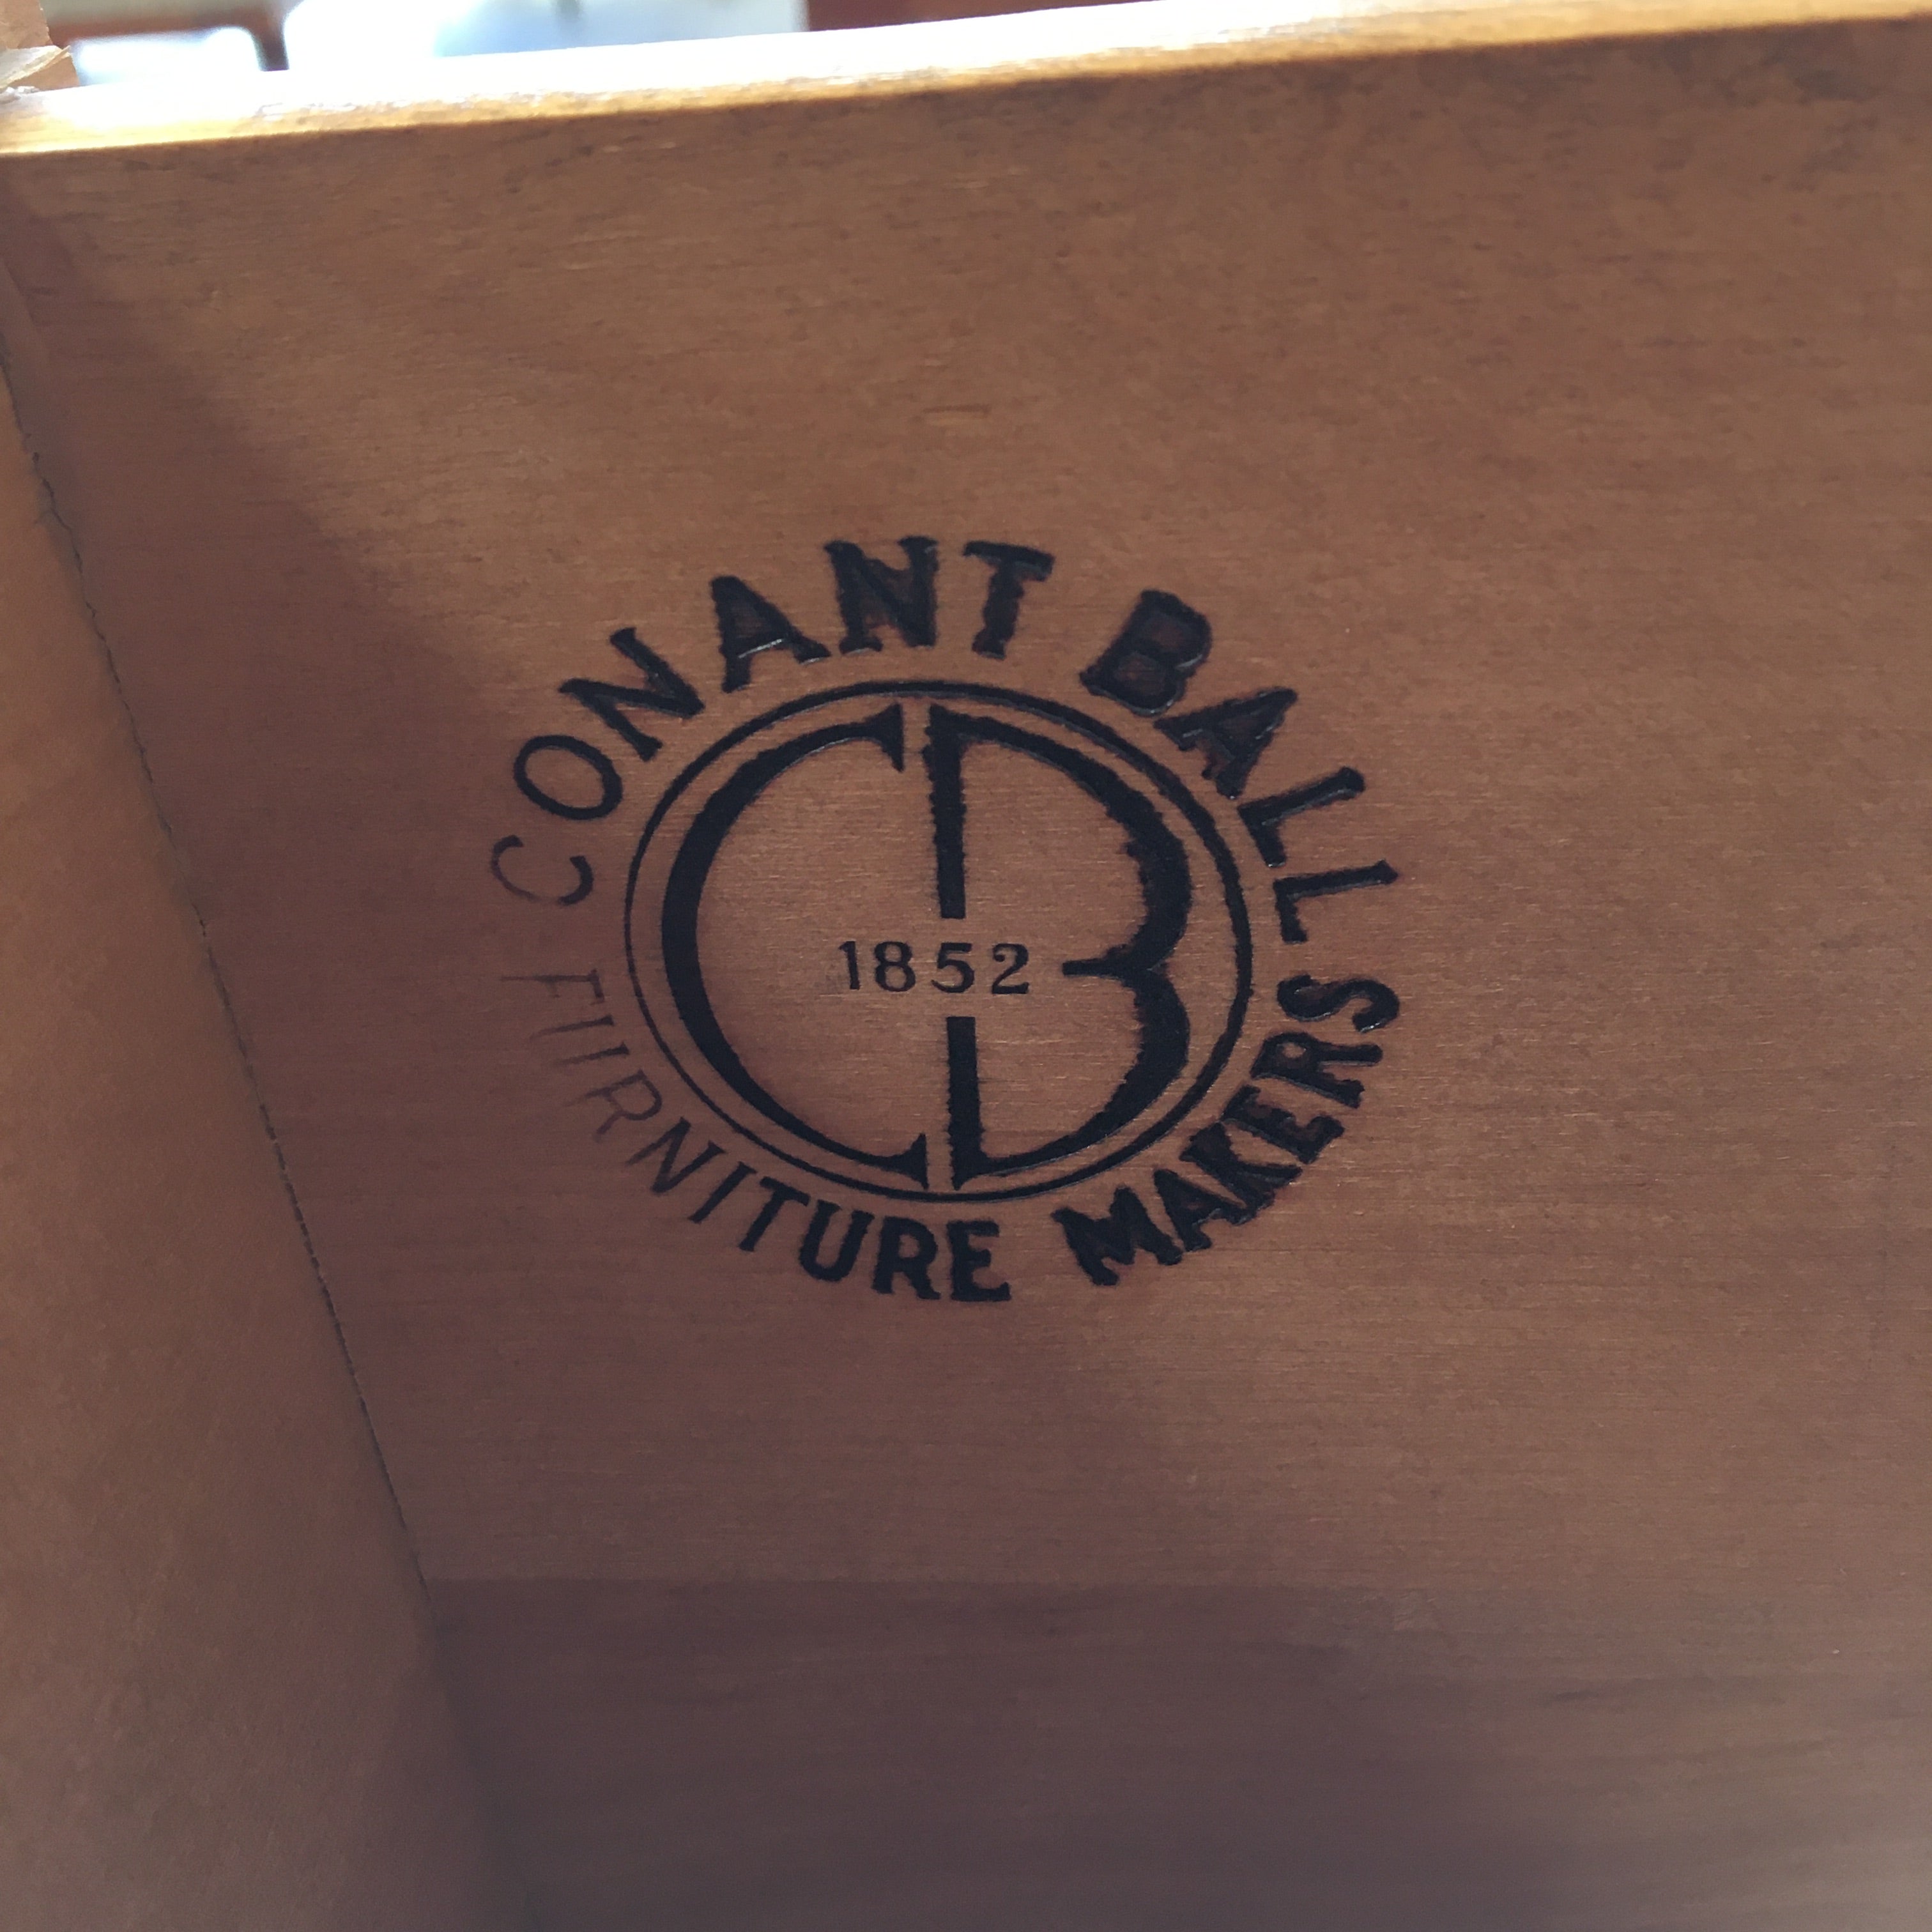 CONANT BALL
CB
1852
FURNITURE MAKERS